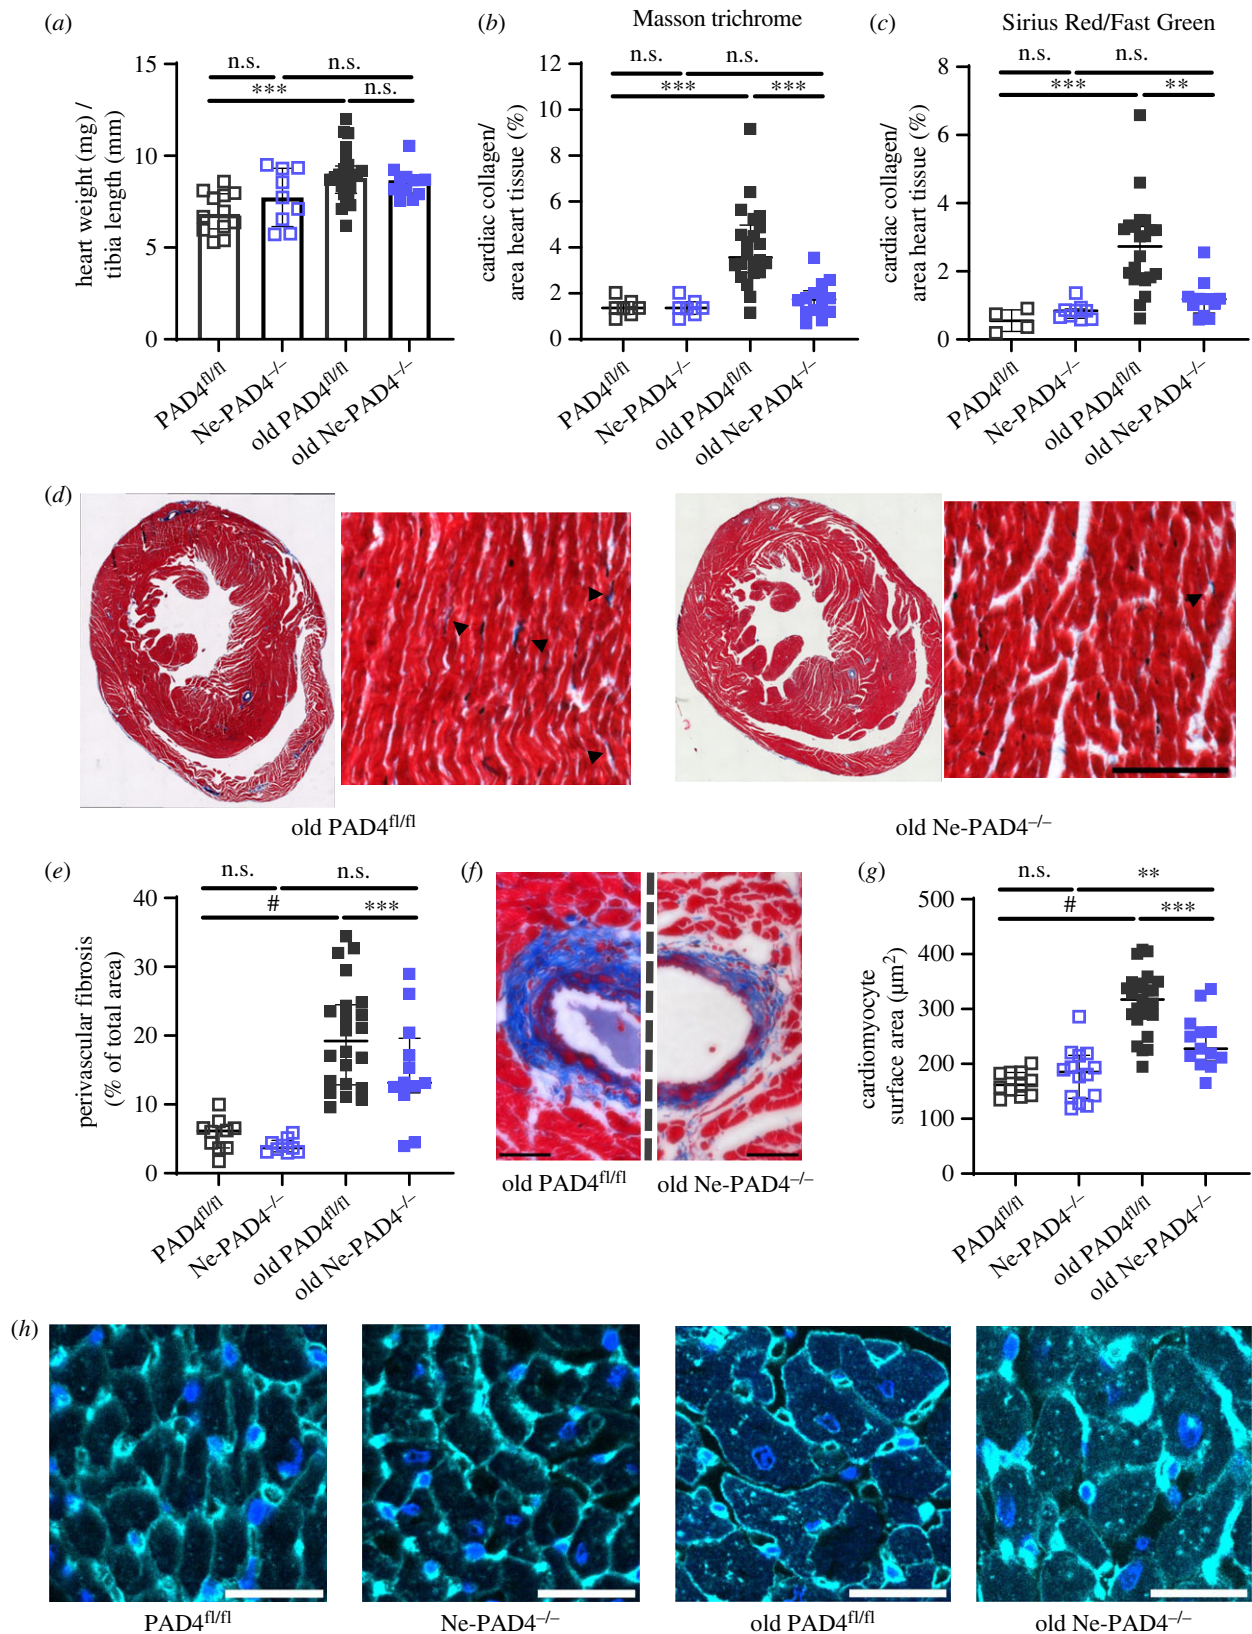 (a)
n.s.
n.s.
***
n.s.
15
10
5
0
heart weight (mg) /
tibia length (mm)
PAD4fl/fl
Ne-PAD4–/–
old PAD4fl/fl
old Ne-PAD4–/–
(b)
Masson trichrome
n.s.
n.s.
***
***
12
10
8
6
4
2
0
cardiac collagen/
area heart tissue (%)
PAD4fl/fl
Ne-PAD4–/–
old PAD4fl/fl
old Ne-PAD4–/–
(c)
Sirius Red/Fast Green
n.s.
n.s.
***
**
8
6
4
2
0
cardiac collagen/
area heart tissue (%)
PAD4fl/fl
Ne-PAD4–/–
old PAD4fl/fl
old Ne-PAD4–/–
(d)
old PAD4fl/fl
old Ne-PAD4–/–
(e)
n.s.
n.s.
#
***
40
30
20
10
0
perivascular fibrosis
(% of total area)
PAD4fl/fl
Ne-PAD4–/–
old PAD4fl/fl
old Ne-PAD4–/–
(f)
old PAD4fl/fl
old Ne-PAD4–/–
(g)
n.s.
**
#
***
500
400
300
200
100
0
cardiomyocyte
surface area (µm2)
PAD4fl/fl
Ne-PAD4–/–
old PAD4fl/fl
old Ne-PAD4–/–
(h)
PAD4fl/fl
Ne-PAD4–/–
old PAD4fl/fl
old Ne-PAD4–/–